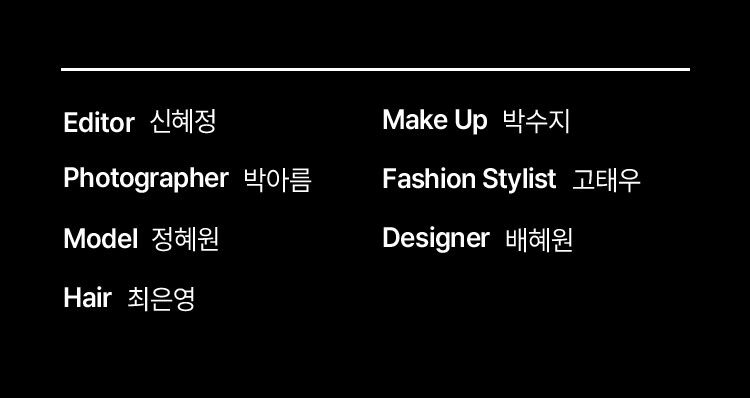 Editor 신혜정
Photographer 박아름
Model 정혜원
Hair 최은영
Make Up 박수지
Fashion Stylist 고태우
Designer 배혜원